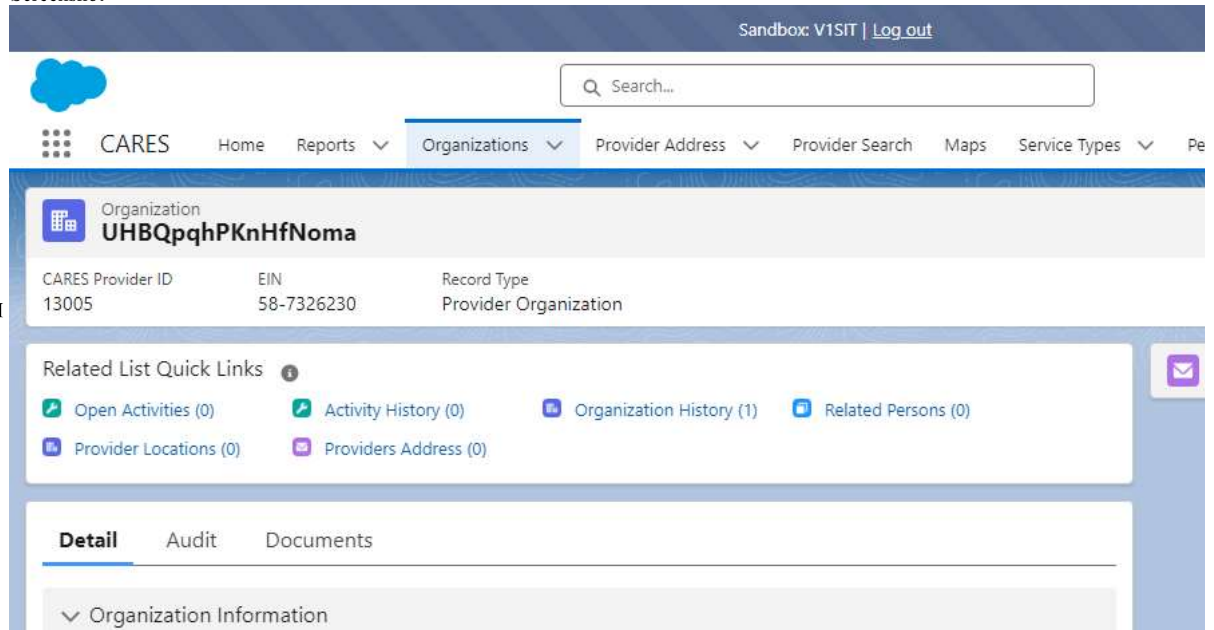 Sandbox: V1SIT | Log out
Search...
CARES Home Reports Organizations Provider Address Provider Search Maps Service Types Pe
Organization
UHBQpqhPKnHfNoma
CARES Provider ID EIN Record Type
13005 58-7326230 Provider Organization
Related List Quick Links
Open Activities (0) Activity History (0) Organization History (1) Related Persons (0)
Provider Locations (0) Providers Address (0)
Detail Audit Documents
Organization Information